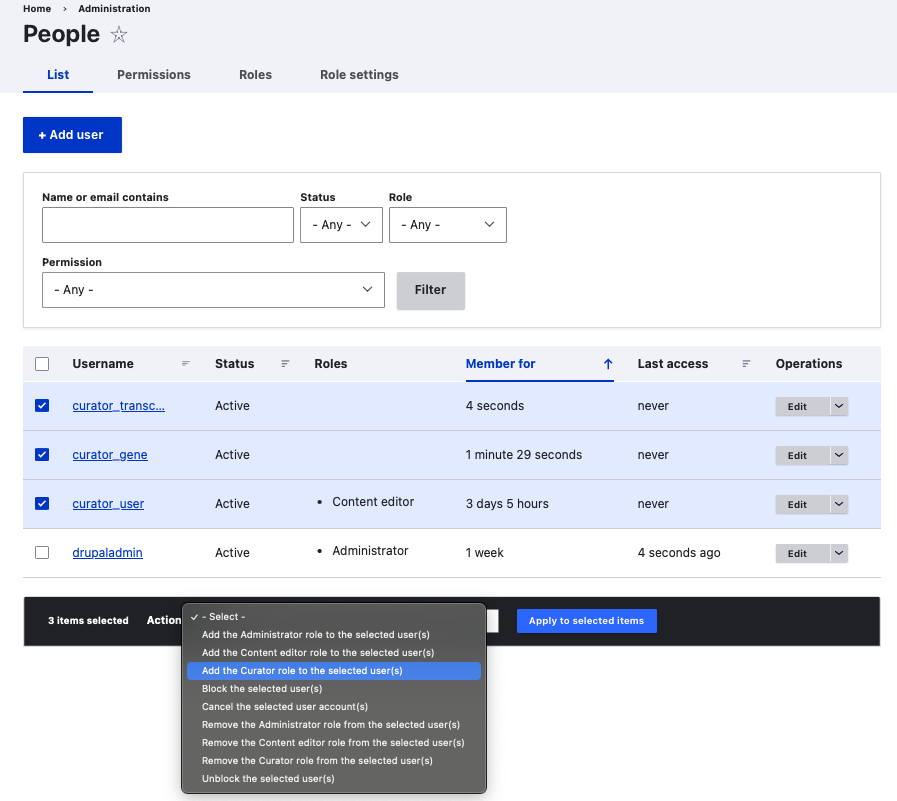 Home › Administration
People
List Permissions Roles Role settings
+ Add user
Name or email contains Status Role
- Any - - Any -
Permission
- Any - Filter
Username Status Roles Member for Last access Operations
curator_transc... Active 4 seconds never Edit
curator_gene Active 1 minute 29 seconds never Edit
curator_user Active • Content editor 3 days 5 hours never Edit
drupaladmin Active • Administrator 1 week 4 seconds ago Edit
3 items selected Action Apply to selected items
✓ - Select -
Add the Administrator role to the selected user(s)
Add the Content editor role to the selected user(s)
Add the Curator role to the selected user(s)
Block the selected user(s)
Cancel the selected user account(s)
Remove the Administrator role from the selected user(s)
Remove the Content editor role from the selected user(s)
Remove the Curator role from the selected user(s)
Unblock the selected user(s)